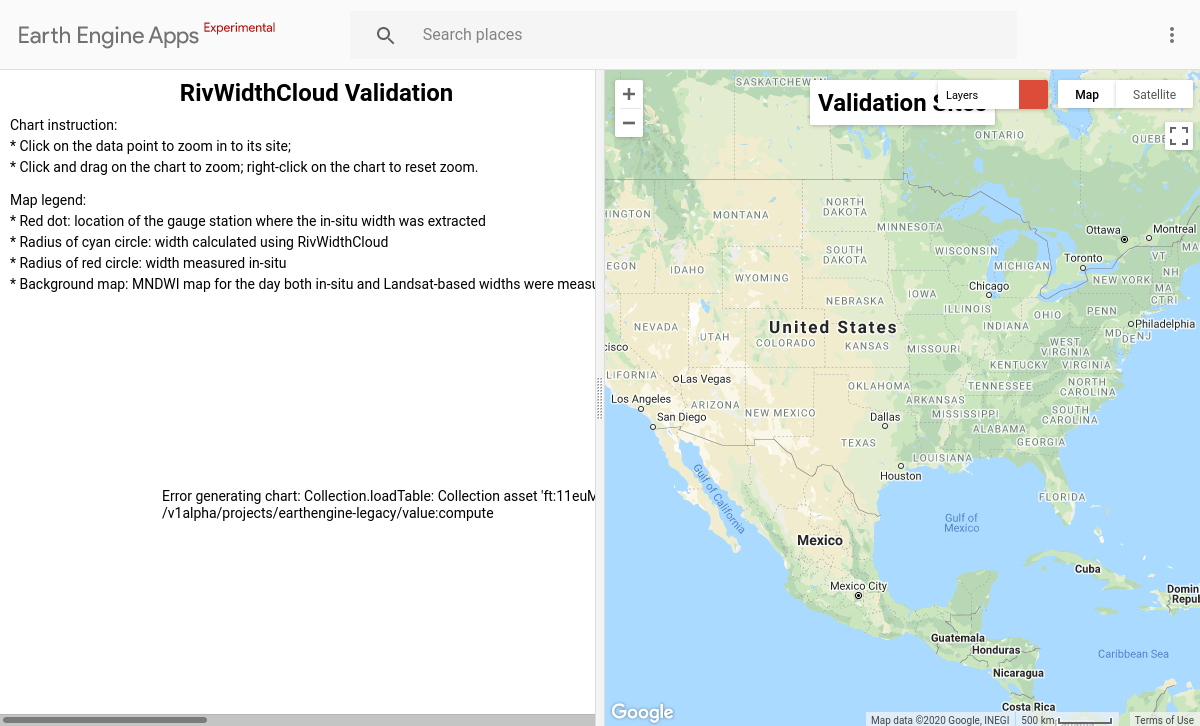 Earth Engine Apps Experimental
Search places
RivWidthCloud Validation
Chart instruction:
* Click on the data point to zoom in to its site;
* Click and drag on the chart to zoom; right-click on the chart to reset zoom.
Map legend:
* Red dot: location of the gauge station where the in-situ width was extracted
* Radius of cyan circle: width calculated using RivWidthCloud
* Radius of red circle: width measured in-situ
* Background map: MNDWI map for the day both in-situ and Landsat-based widths were measu
Error generating chart: Collection.loadTable: Collection asset 'ft:11euM
/v1alpha/projects/earthengine-legacy/value:compute
+
−
SASKATCHEWAN
Validation
Layers
Map
Satellite
ONTARIO
QUEBE
HINGTON
MONTANA
NORTH
DAKOTA
MINNESOTA
Ottawa
Montreal
SOUTH
DAKOTA
WISCONSIN
MICHIGAN
Toronto
VT
MA
NH
EGON
IDAHO
WYOMING
Chicago
NEW YORK
MA
CT RI
IOWA
NEBRASKA
ILLINOIS
INDIANA
OHIO
PENN
NEVADA
UTAH
United States
COLORADO
KANSAS
MISSOURI
Philadelphia
MD
DE
NJ
WEST
VIRGINIA
cisco
KENTUCKY
VIRGINIA
LIFORNIA
Las Vegas
OKLAHOMA
TENNESSEE
NORTH
CAROLINA
Los Angeles
ARIZONA
NEW MEXICO
ARKANSAS
MISSISSIPPI
SOUTH
CAROLINA
San Diego
Dallas
ALABAMA
TEXAS
GEORGIA
LOUISIANA
Houston
Gulf of California
FLORIDA
Gulf of
Mexico
Mexico
Cuba
Mexico City
Domin
Repul
Guatemala
Honduras
Caribbean Sea
Nicaragua
Costa Rica
Google
Map data ©2020 Google, INEGI
500 km
Terms of Use